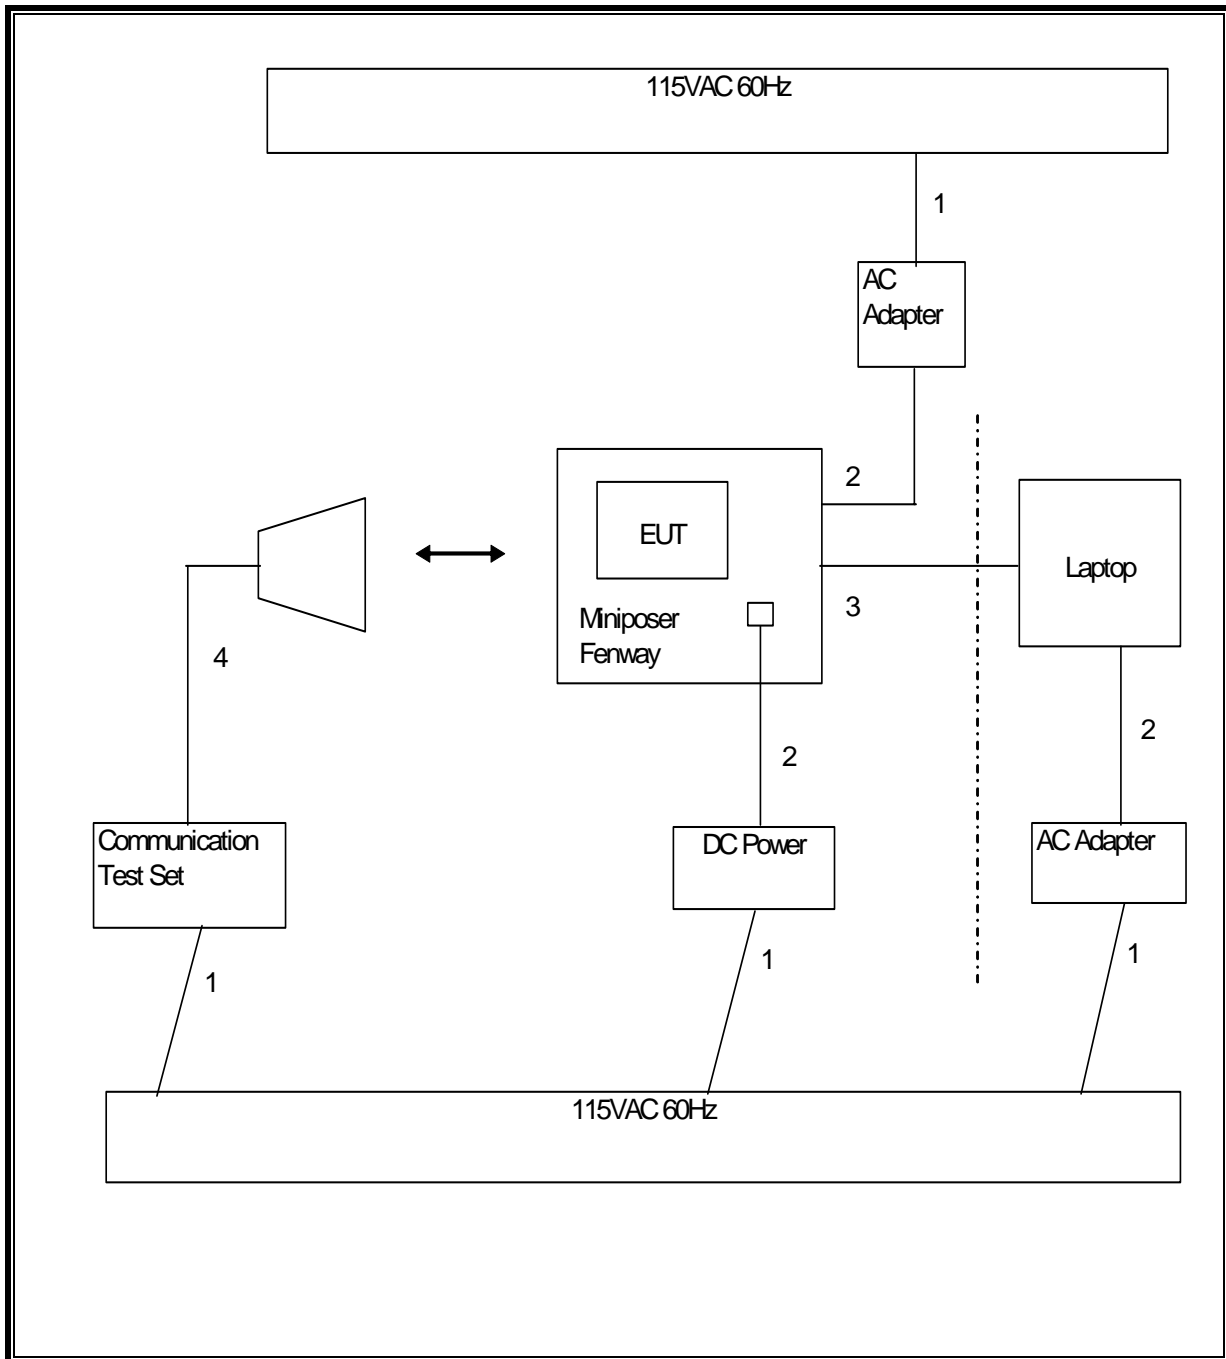 115VAC 60Hz
1
AC
Adapter
2
EUT
Laptop
3
Miniposer
Fenway
4
2
2
Communication
Test Set
DC Power
AC Adapter
1
1
1
115VAC 60Hz